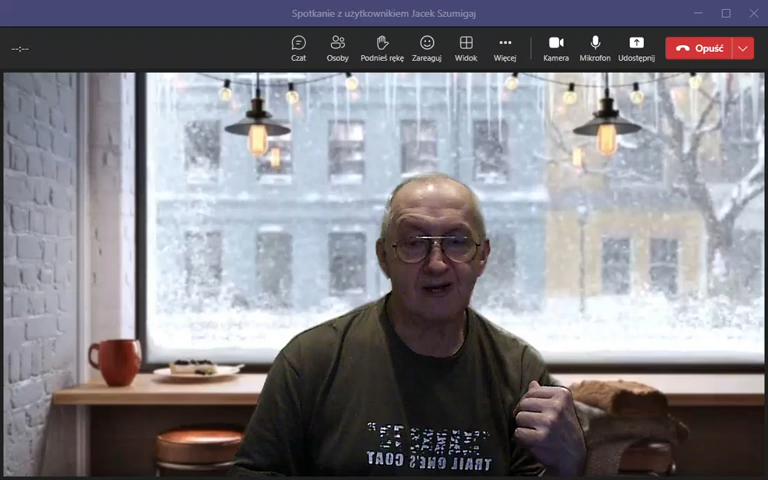 Spotkanie z użytkownikiem Jacek Szumigaj
--:--
Czat
Osoby
Podnieś rękę
Zareaguj
Widok
Więcej
Kamera
Mikrofon
Udostępnij
Opuść
TRAIL ONE'S COAT